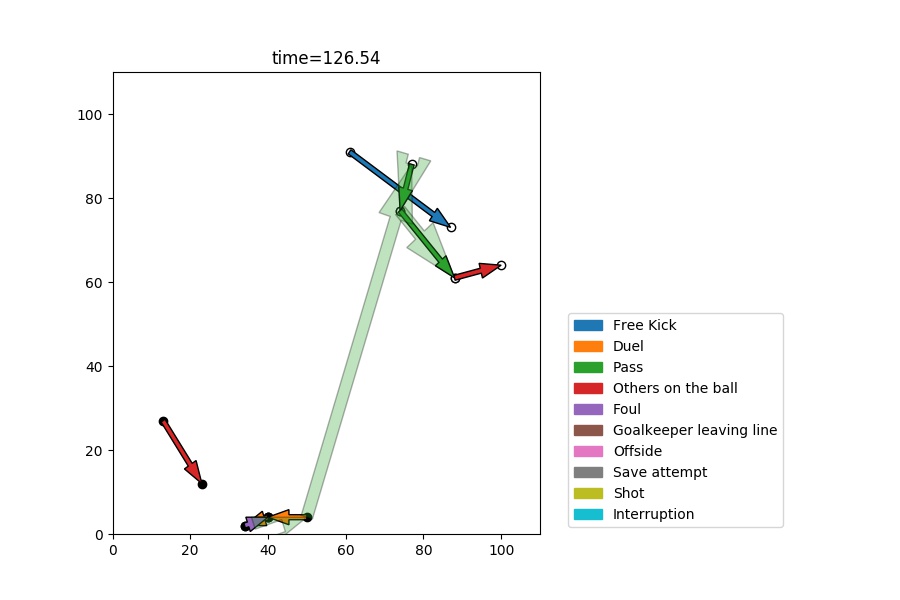 time=126.54
100
80
60
40
20
0
0 20 40 60 80 100
Free Kick
Duel
Pass
Others on the ball
Foul
Goalkeeper leaving line
Offside
Save attempt
Shot
Interruption